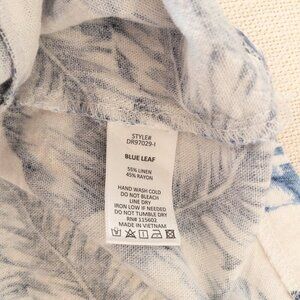 STYLE#
DR97029-I
BLUE LEAF
55% LINEN
45% RAYON
HAND WASH COLD
DO NOT BLEACH
LINE DRY
IRON LOW IF NEEDED
DO NOT TUMBLE DRY
RN# 115602
MADE IN VIETNAM